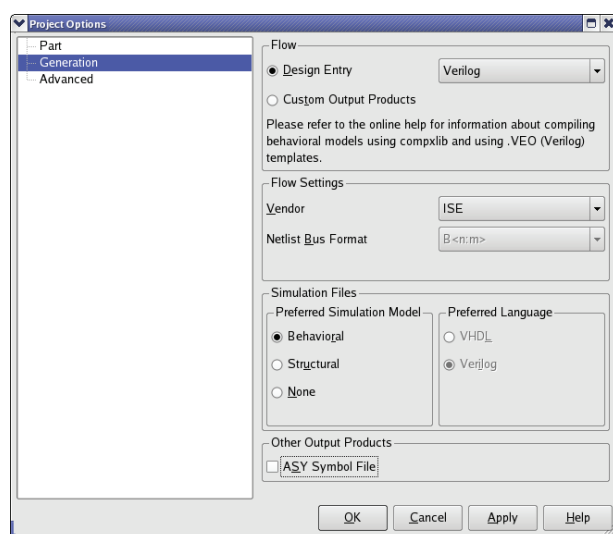 Project Options
Part
Generation
Advanced
Flow
Design Entry
Verilog
Custom Output Products
Please refer to the online help for information about compiling
behavioral models using compxlib and using .VEO (Verilog)
templates.
Flow Settings
Vendor
ISE
Netlist Bus Format
B<n:m>
Simulation Files
Preferred Simulation Model
Behavioral
Structural
None
Preferred Language
VHDL
Verilog
Other Output Products
ASY Symbol File
OK
Cancel
Apply
Help